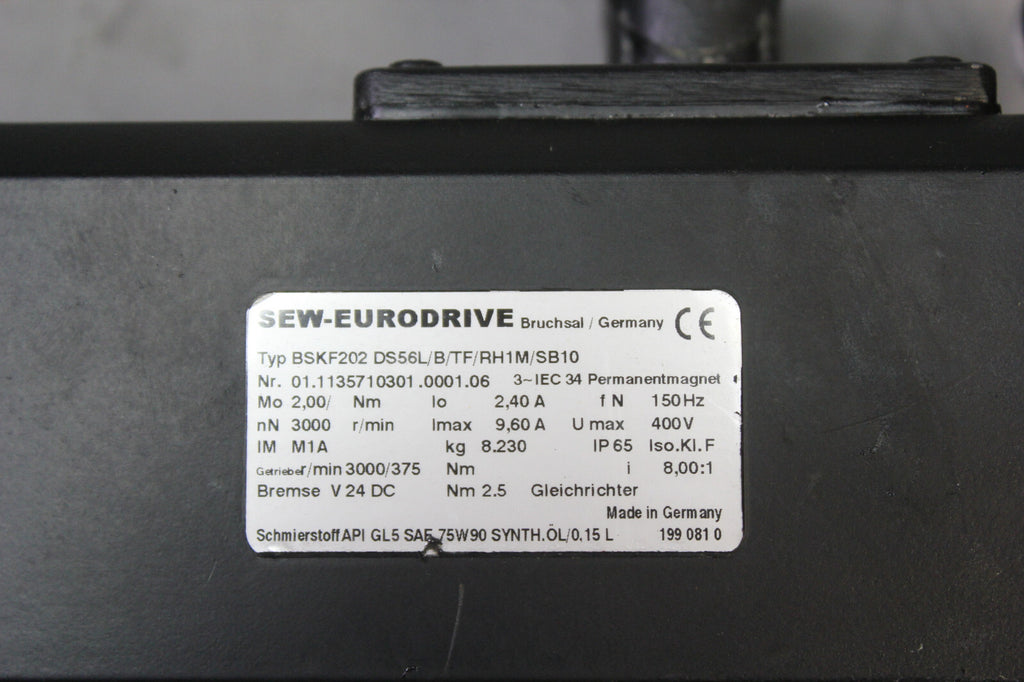 SEW-EURODRIVE Bruchsal / Germany CE
Typ BSKF202 DS56L/B/TF/RH1M/SB10
Nr. 01.1135710301.0001.06 3~IEC 34 Permanentmagnet
Mo 2,00/ Nm Io 2,40 A f N 150 Hz
nN 3000 r/min Imax 9,60 A U max 400 V
IM M1A kg 8.230 IP 65 Iso.Kl.F
Getriebe r/min 3000/375 Nm i 8,00:1
Bremse V 24 DC Nm 2.5 Gleichrichter
Made in Germany
Schmierstoff API GL5 SAE 75W90 SYNTH.ÖL/0.15 L 199 081 0